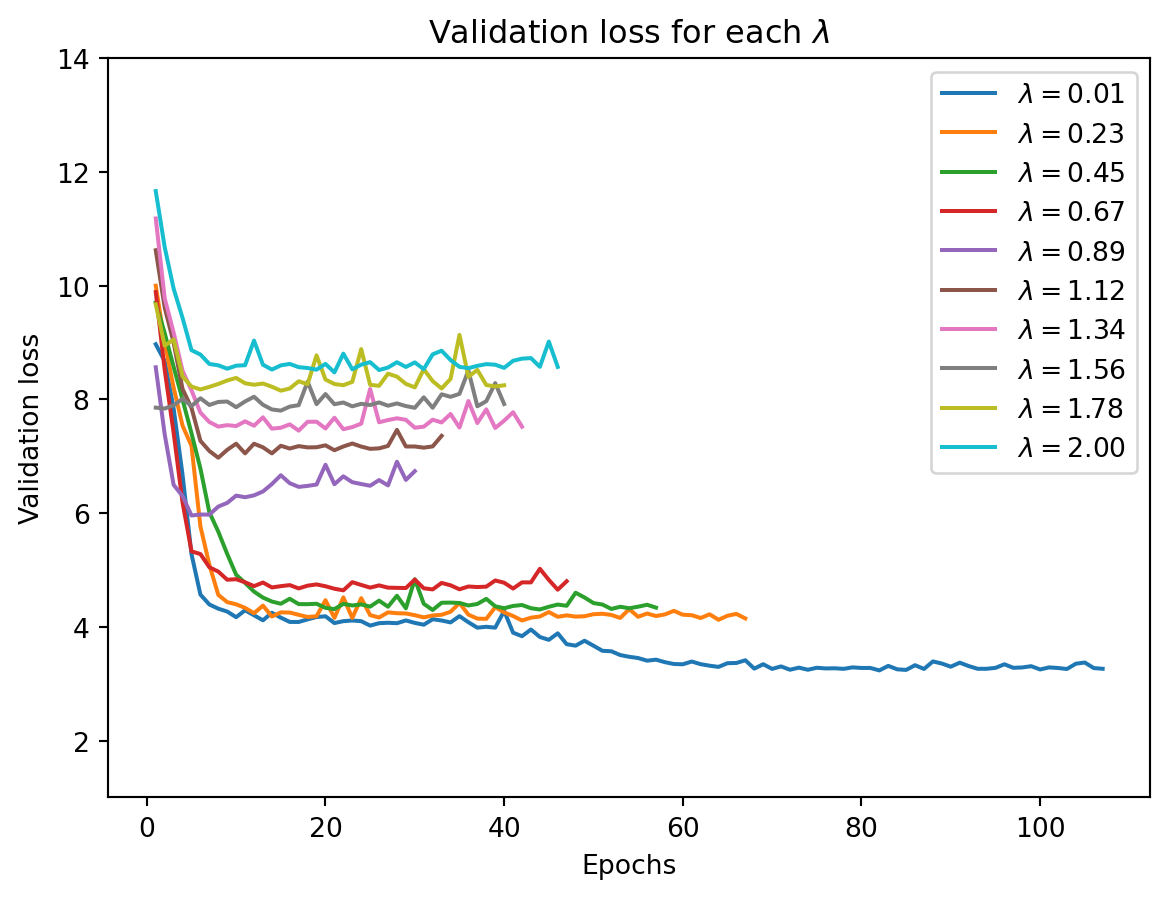 Validation loss for each λ
14
12
10
8
6
4
2
Validation loss
0
20
40
60
80
100
Epochs
λ = 0.01
λ = 0.23
λ = 0.45
λ = 0.67
λ = 0.89
λ = 1.12
λ = 1.34
λ = 1.56
λ = 1.78
λ = 2.00